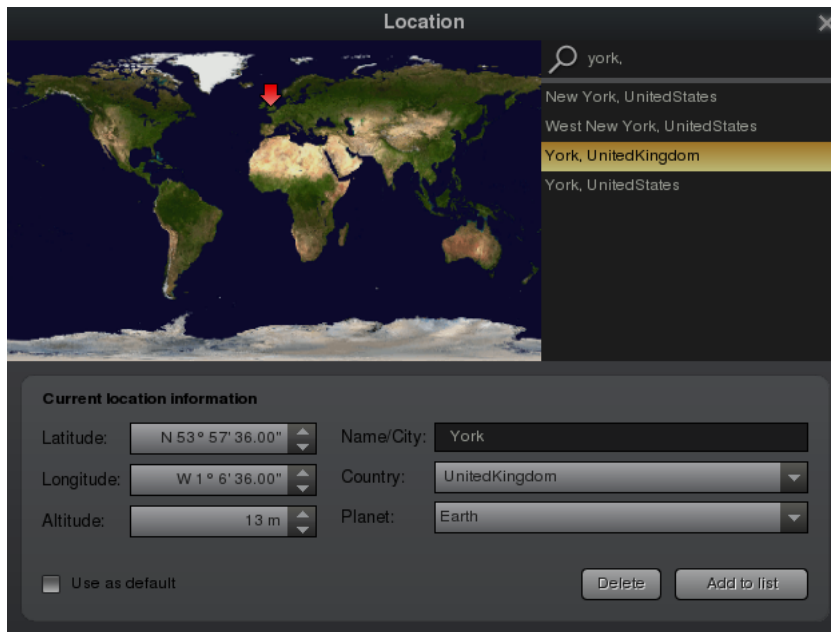 Location
york,
New York, UnitedStates
West New York, UnitedStates
York, UnitedKingdom
York, UnitedStates
Current location information
Latitude: N 53° 57' 36.00" Name/City: York
Longitude: W 1° 6' 36.00" Country: UnitedKingdom
Altitude: 13 m Planet: Earth
Use as default Delete Add to list